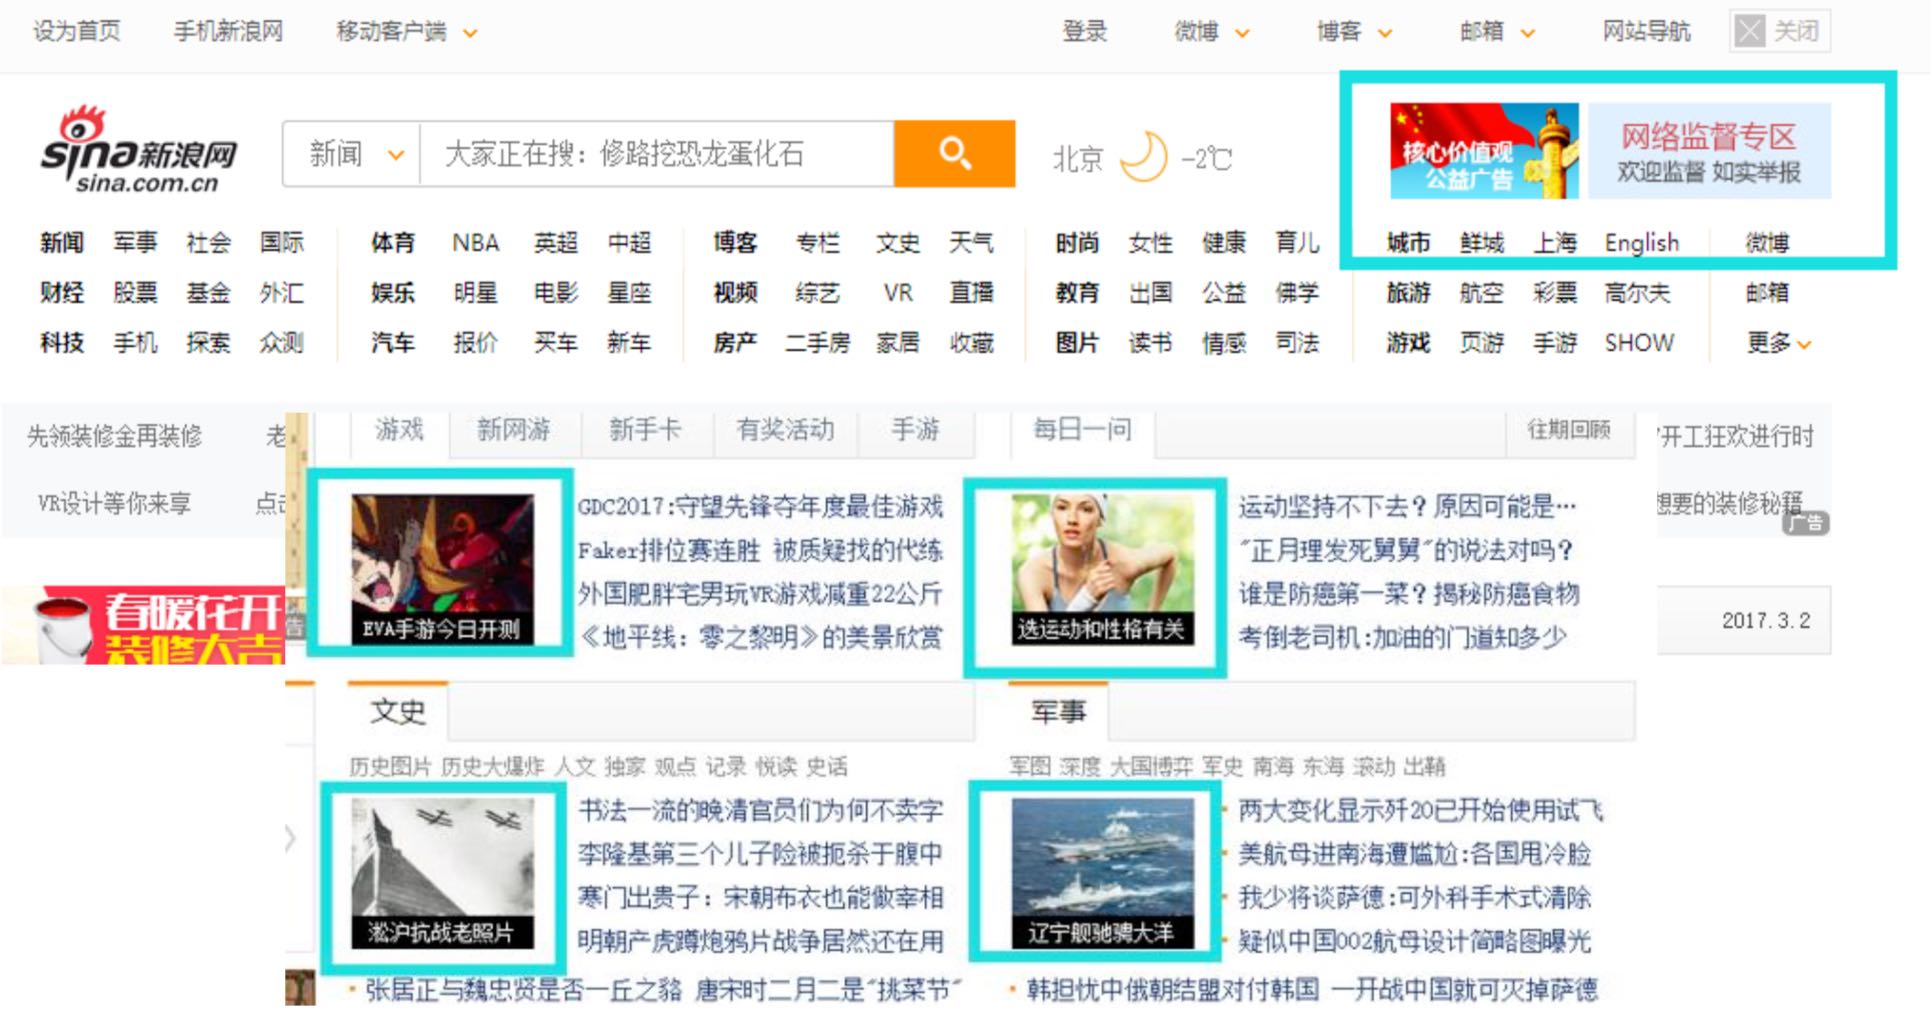 设为首页 手机新浪网 移动客户端 登录 微博 博客 邮箱 网站导航 关闭
sina新浪网
sina.com.cn
新闻 大家正在搜：修路挖恐龙蛋化石
北京 -2℃
核心价值观
公益广告
网络监督专区
欢迎监督 如实举报
新闻 军事 社会 国际 体育 NBA 英超 中超 博客 专栏 文史 天气 时尚 女性 健康 育儿 城市 鲜城 上海 English 微博
财经 股票 基金 外汇 娱乐 明星 电影 星座 视频 综艺 VR 直播 教育 出国 公益 佛学 旅游 航空 彩票 高尔夫 邮箱
科技 手机 探索 众测 汽车 报价 买车 新车 房产 二手房 家居 收藏 图片 读书 情感 司法 游戏 页游 手游 SHOW 更多
先领装修金再装修 老
开工狂欢进行时
VR设计等你来享 点击
想要的装修秘籍
广告
春暖花开
装修大吉
告
2017.3.2
游戏 新网游 新手卡 有奖活动 手游
EVA手游今日开测
GDC2017:守望先锋夺年度最佳游戏
Faker排位赛连胜 被质疑找的代练
外国肥胖宅男玩VR游戏减重22公斤
《地平线：零之黎明》的美景欣赏
每日一问 往期回顾
选运动和性格有关
运动坚持不下去？原因可能是…
"正月理发死舅舅"的说法对吗？
谁是防癌第一菜？揭秘防癌食物
考倒老司机:加油的门道知多少
文史
历史图片 历史大爆炸 人文 独家 观点 记录 悦读 史话
淞沪抗战老照片
书法一流的晚清官员们为何不卖字
李隆基第三个儿子险被扼杀于腹中
寒门出贵子：宋朝布衣也能做宰相
明朝产虎蹲炮鸦片战争居然还在用
张居正与魏忠贤是否一丘之貉 唐宋时二月二是"挑菜节"
军事
军图 深度 大国博弈 军史 南海 东海 滚动 出鞘
辽宁舰驰骋大洋
两大变化显示歼20已开始使用试飞
美航母进南海遭尴尬:各国甩冷脸
我少将谈萨德:可外科手术式清除
疑似中国002航母设计简略图曝光
韩担忧中俄朝结盟对付韩国 一开战中国就可灭掉萨德